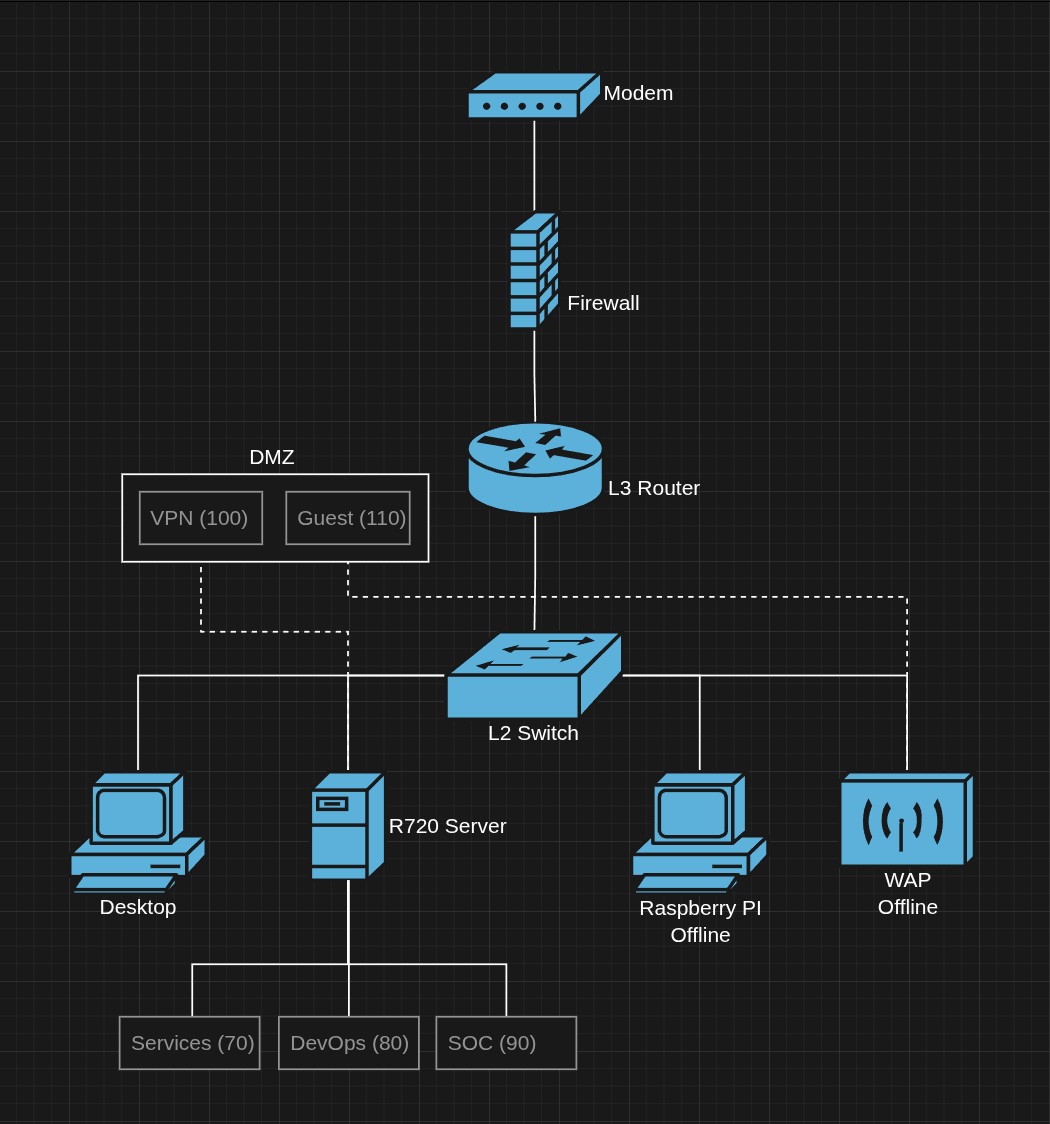 Modem
Firewall
DMZ
VPN (100)
Guest (110)
L3 Router
L2 Switch
R720 Server
Desktop
Raspberry PI
Offline
WAP
Offline
Services (70)
DevOps (80)
SOC (90)